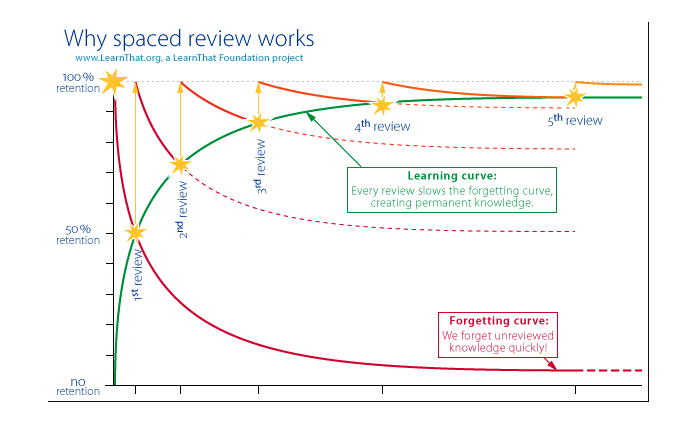 Why spaced review works
www.LearnThat.org, a LearnThat Foundation project
100%
retention
50%
retention
no
retention
1st review
2nd review
3rd review
4th review
5th review
Learning curve:
Every review slows the forgetting curve,
creating permanent knowledge.
Forgetting curve:
We forget unreviewed
knowledge quickly!